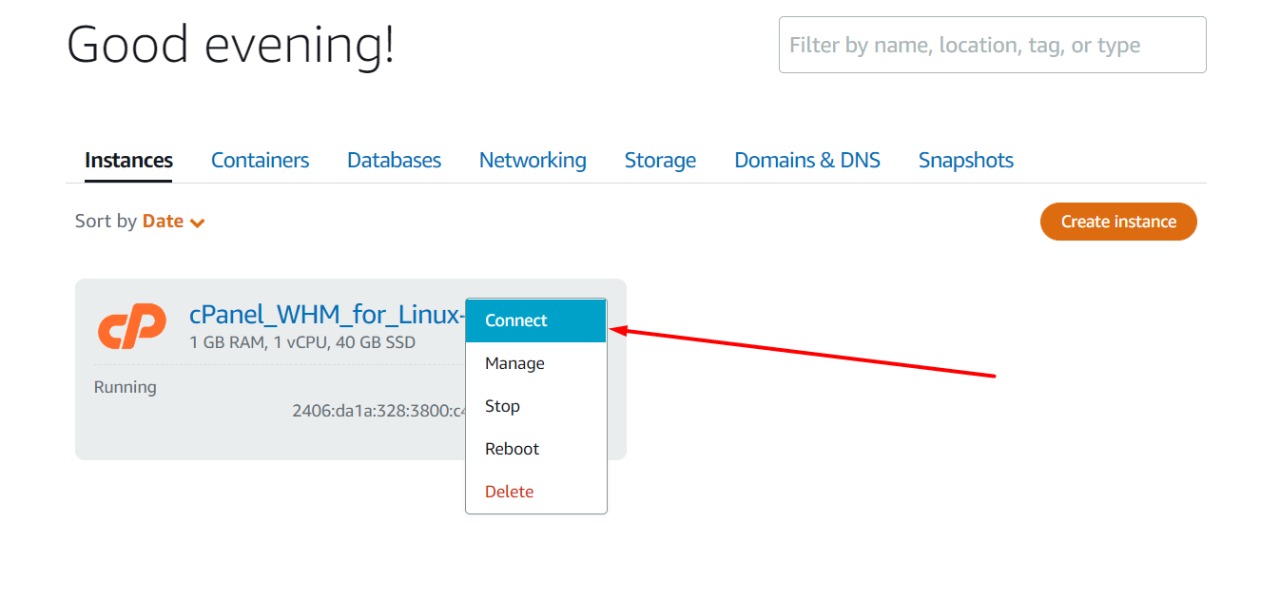 Good evening!
Filter by name, location, tag, or type
Instances Containers Databases Networking Storage Domains & DNS Snapshots
Sort by Date
Create instance
cPanel_WHM_for_Linux-
1 GB RAM, 1 vCPU, 40 GB SSD
Running
2406:da1a:328:3800:c4
Connect
Manage
Stop
Reboot
Delete